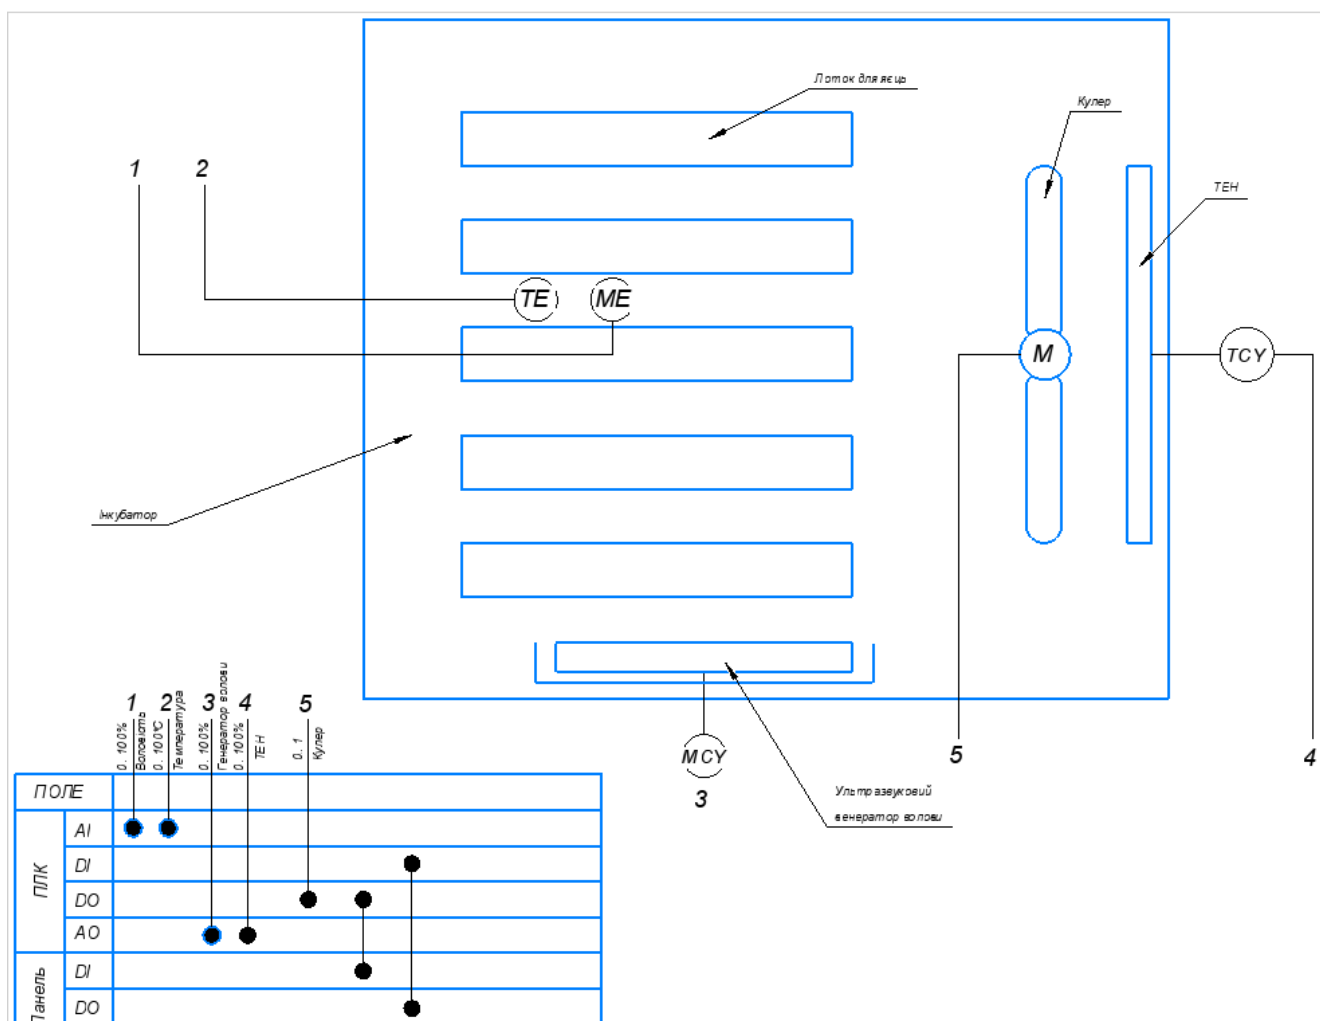 Лоток для яєць
Кулер
1
2
ТЕН
TE
ME
M
TCY
Інкубатор
MCY
3
5
4
Ультразвуковий
генератор вологи
1
2
3
4
5
0..100%
Вологість
0..100°C
Температура
0..100%
Генератор вологи
0..100%
ТЕН
0..1
Кулер
ПОЛЕ
ПЛК
AI
DI
DO
AO
Панель
DI
DO